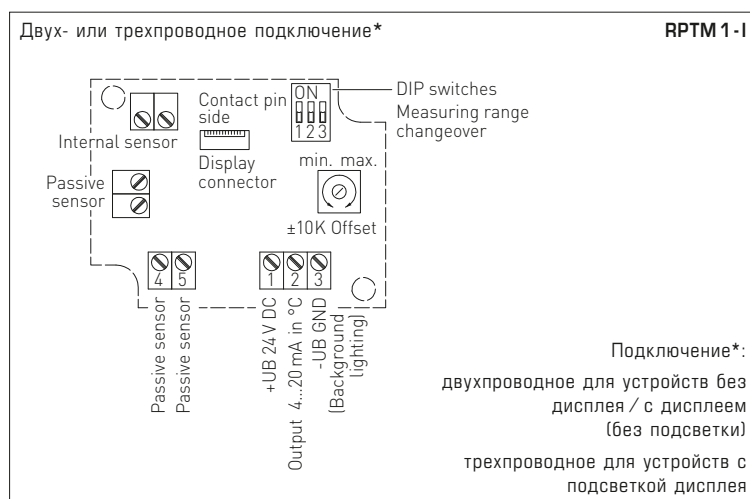 Двух- или трехпроводное подключение*
RPTM 1 - I
ON
1 2 3
DIP switches
Measuring range
changeover
Contact pin
side
Internal sensor
Display
connector
min. max.
Passive
sensor
±10K Offset
4 5
1 2 3
Passive sensor
Passive sensor
+UB 24 V DC
Output 4...20 mA in °C
-UB GND
(Background
lighting)
Подключение*:
двухпроводное для устройств без
дисплея / с дисплеем
(без подсветки)
трехпроводное для устройств с
подсветкой дисплея